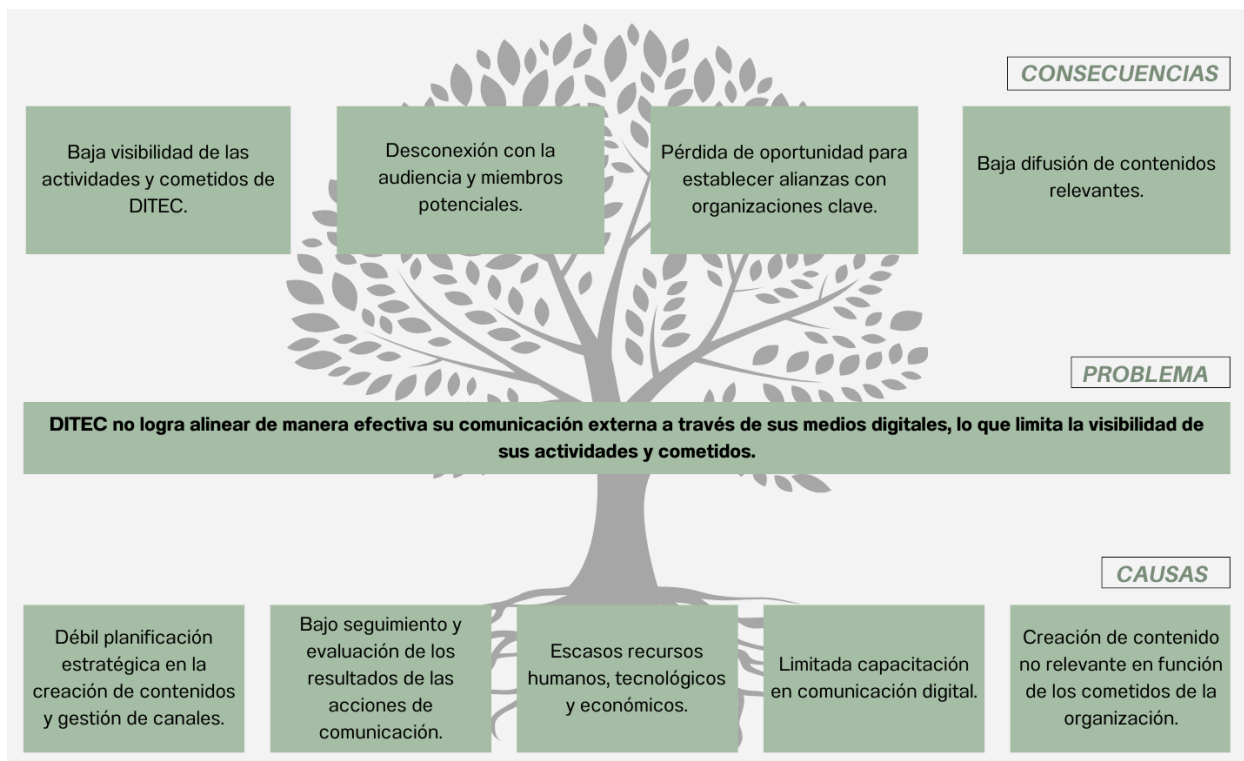 CONSECUENCIAS
Baja visibilidad de las
actividades y cometidos de
DITEC.
Desconexión con la
audiencia y miembros
potenciales.
Pérdida de oportunidad para
establecer alianzas con
organizaciones clave.
Baja difusión de contenidos
relevantes.
PROBLEMA
DITEC no logra alinear de manera efectiva su comunicación externa a través de sus medios digitales, lo que limita la visibilidad de
sus actividades y cometidos.
CAUSAS
Débil planificación
estratégica en la
creación de contenidos
y gestión de canales.
Bajo seguimiento y
evaluación de los
resultados de las
acciones de
comunicación.
Escasos recursos
humanos, tecnológicos
y económicos.
Limitada capacitación
en comunicación digital.
Creación de contenido
no relevante en función
de los cometidos de la
organización.